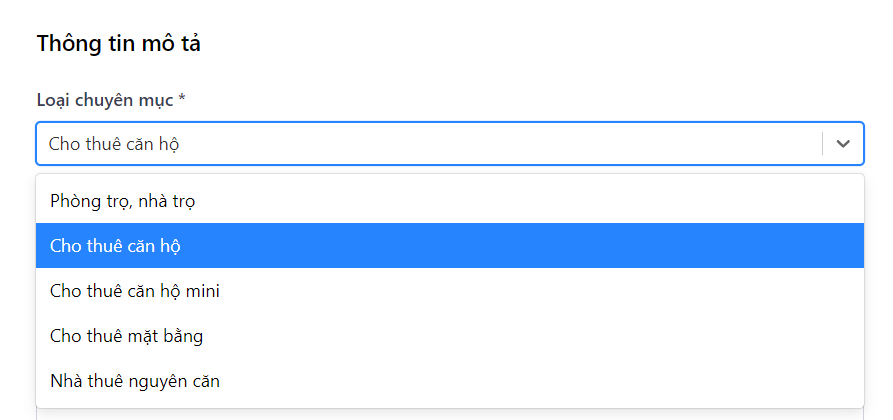 Thông tin mô tả
Loại chuyên mục *
Cho thuê căn hộ
Phòng trọ, nhà trọ
Cho thuê căn hộ
Cho thuê căn hộ mini
Cho thuê mặt bằng
Nhà thuê nguyên căn